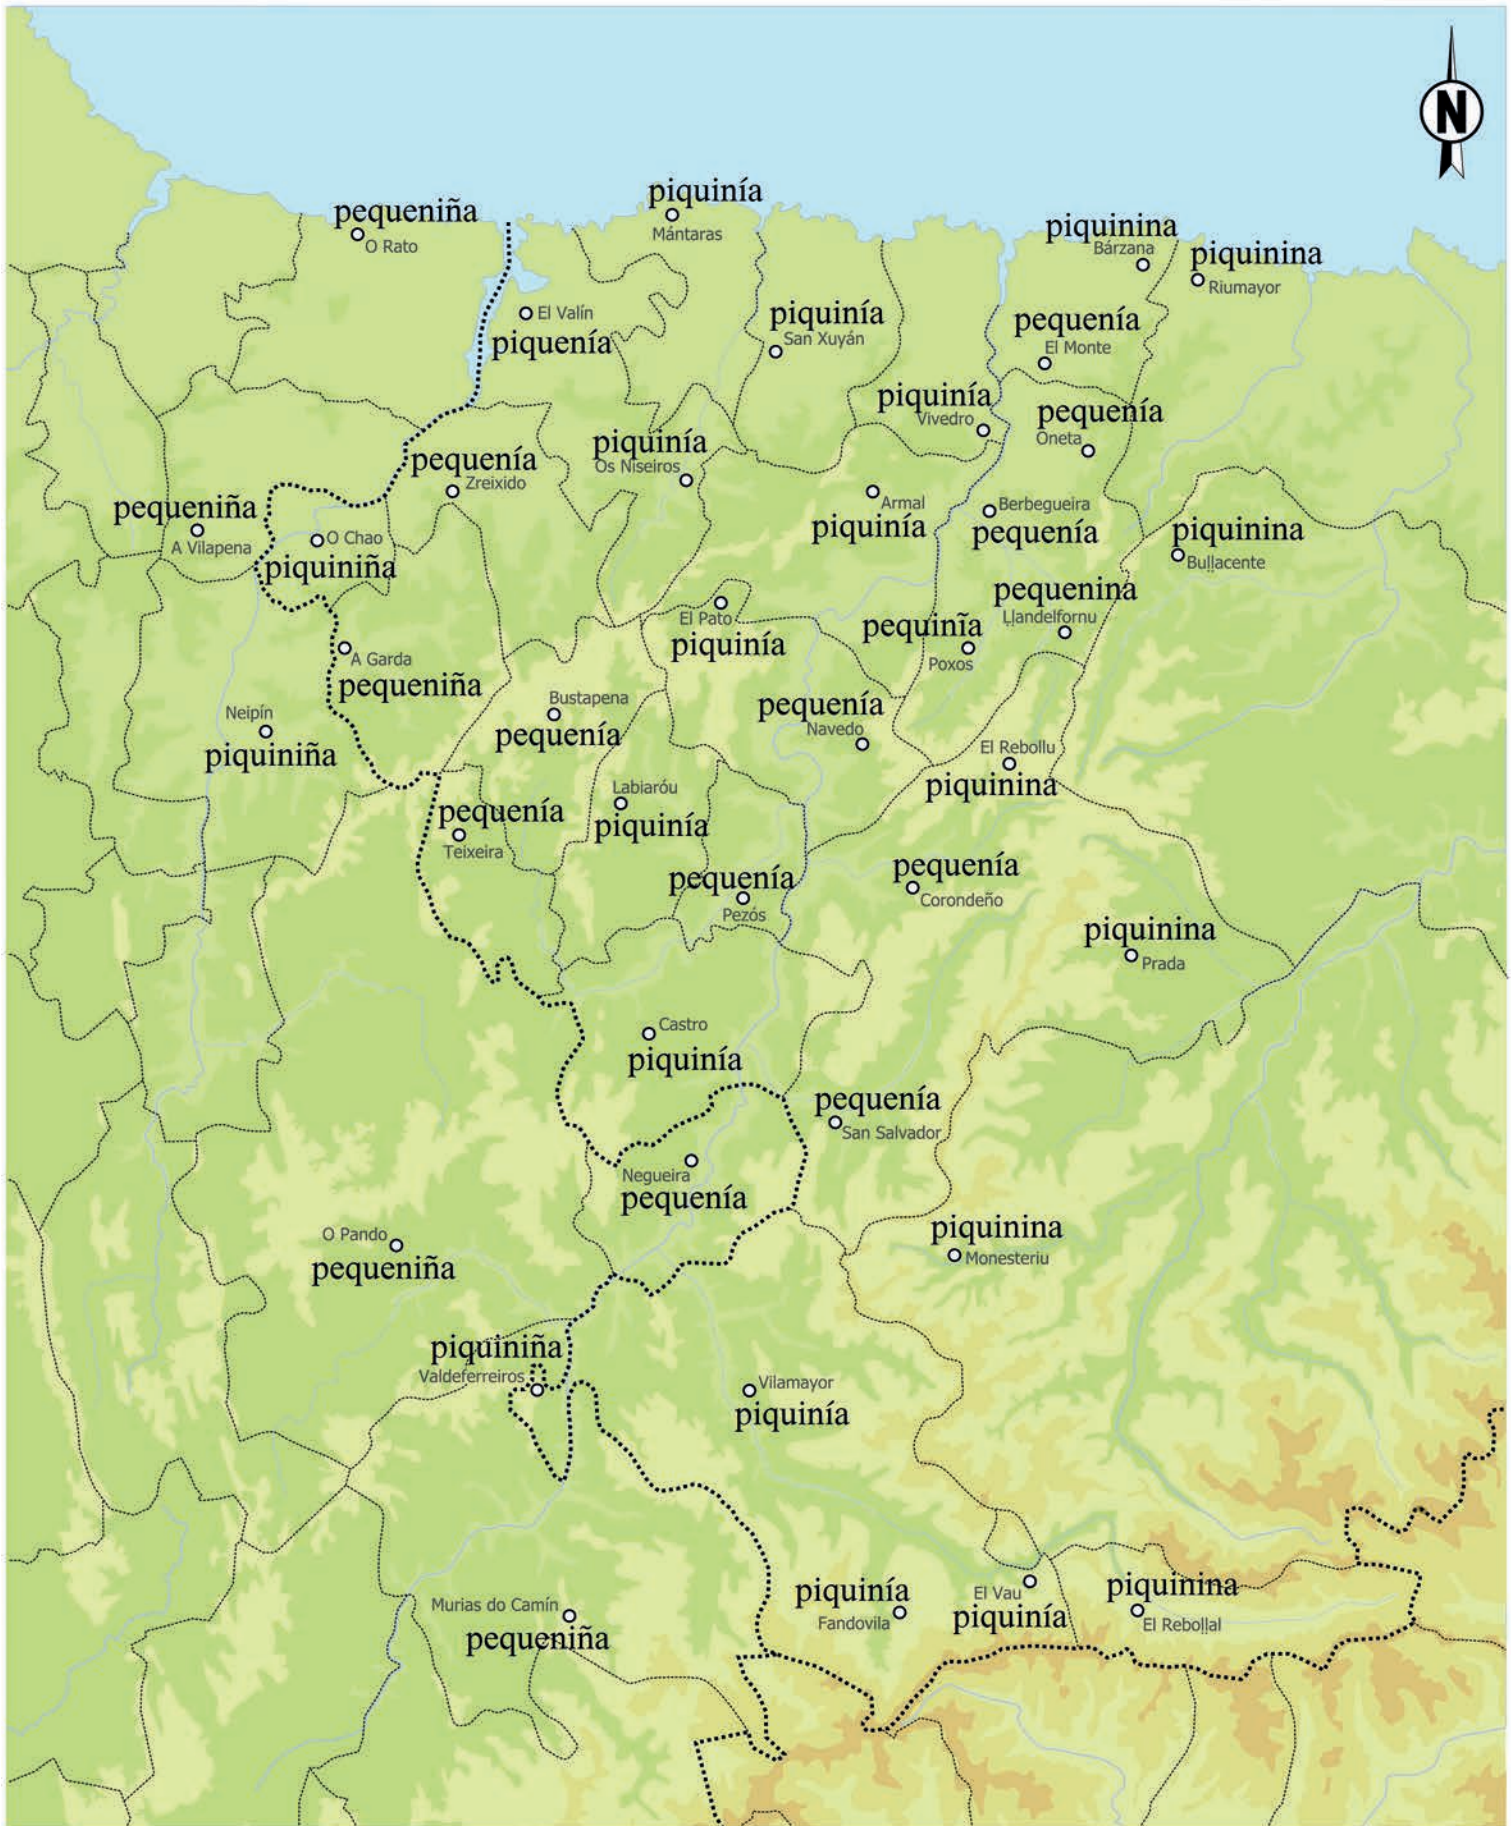 N
piquinía
Mántaras
pequeniña
O Rato
piquinina
Bárzana
piquinina
Riumayor
El Valín
piquenía
piquinía
San Xuyán
pequenía
El Monte
piquinía
Vivedro
pequenía
Oneta
piquinía
Os Niseiros
pequenía
Zreixido
pequeniña
A Vilapena
O Chao
piquiniña
Armal
piquinía
Berbegueira
pequenía
piquinina
Buḷḷacente
pequenina
Ḷḷandelfornu
El Pato
piquinía
pequinĩa
Poxos
A Garda
pequeniña
Neipín
piquiniña
Bustapena
pequenía
pequenía
Navedo
El Rebollu
piquinina
Labiaróu
piquinía
pequenía
Teixeira
pequenía
Pezós
pequenía
Corondeño
piquinina
Prada
Castro
piquinía
pequenía
San Salvador
Negueira
pequenía
O Pando
pequeniña
piquinina
Monesteriu
piquiniña
Valdeferreiros
Vilamayor
piquinía
Murias do Camín
pequeniña
piquinía
Fandovila
El Vau
piquinía
piquinina
El Reboḷḷal